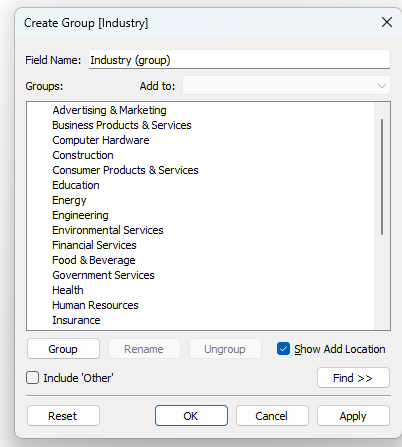 Create Group [Industry]
Field Name: Industry (group)
Groups: Add to:
Advertising & Marketing
Business Products & Services
Computer Hardware
Construction
Consumer Products & Services
Education
Energy
Engineering
Environmental Services
Financial Services
Food & Beverage
Government Services
Health
Human Resources
Insurance
Group Rename Ungroup Show Add Location
Include 'Other' Find >>
Reset OK Cancel Apply